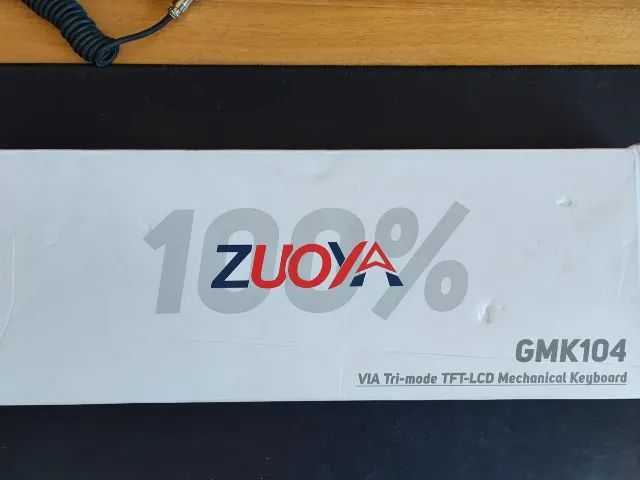 100%
ZUOYA
GMK104
VIA Tri-mode TFT-LCD Mechanical Keyboard